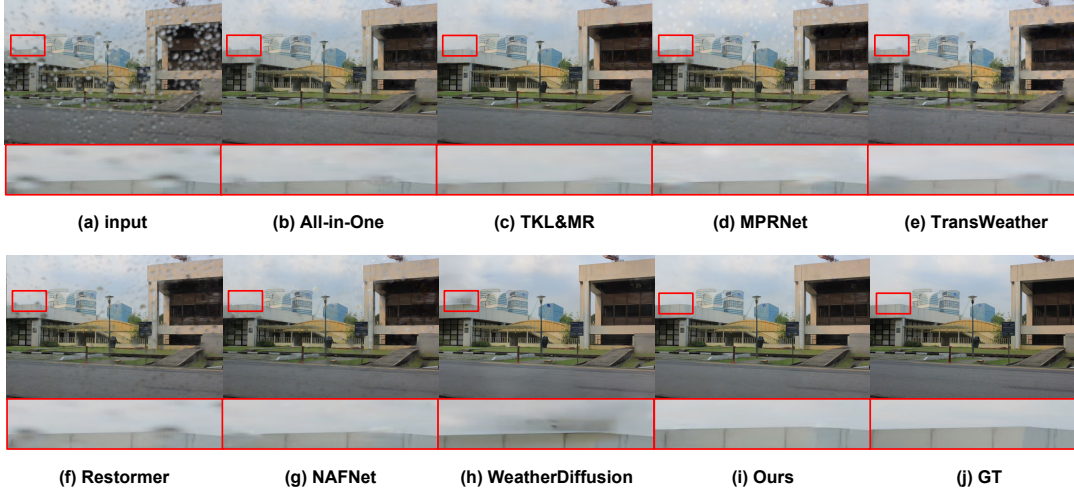 (a) input (b) All-in-One (c) TKL&MR (d) MPRNet (e) TransWeather
(f) Restormer (g) NAFNet (h) WeatherDiffusion (i) Ours (j) GT